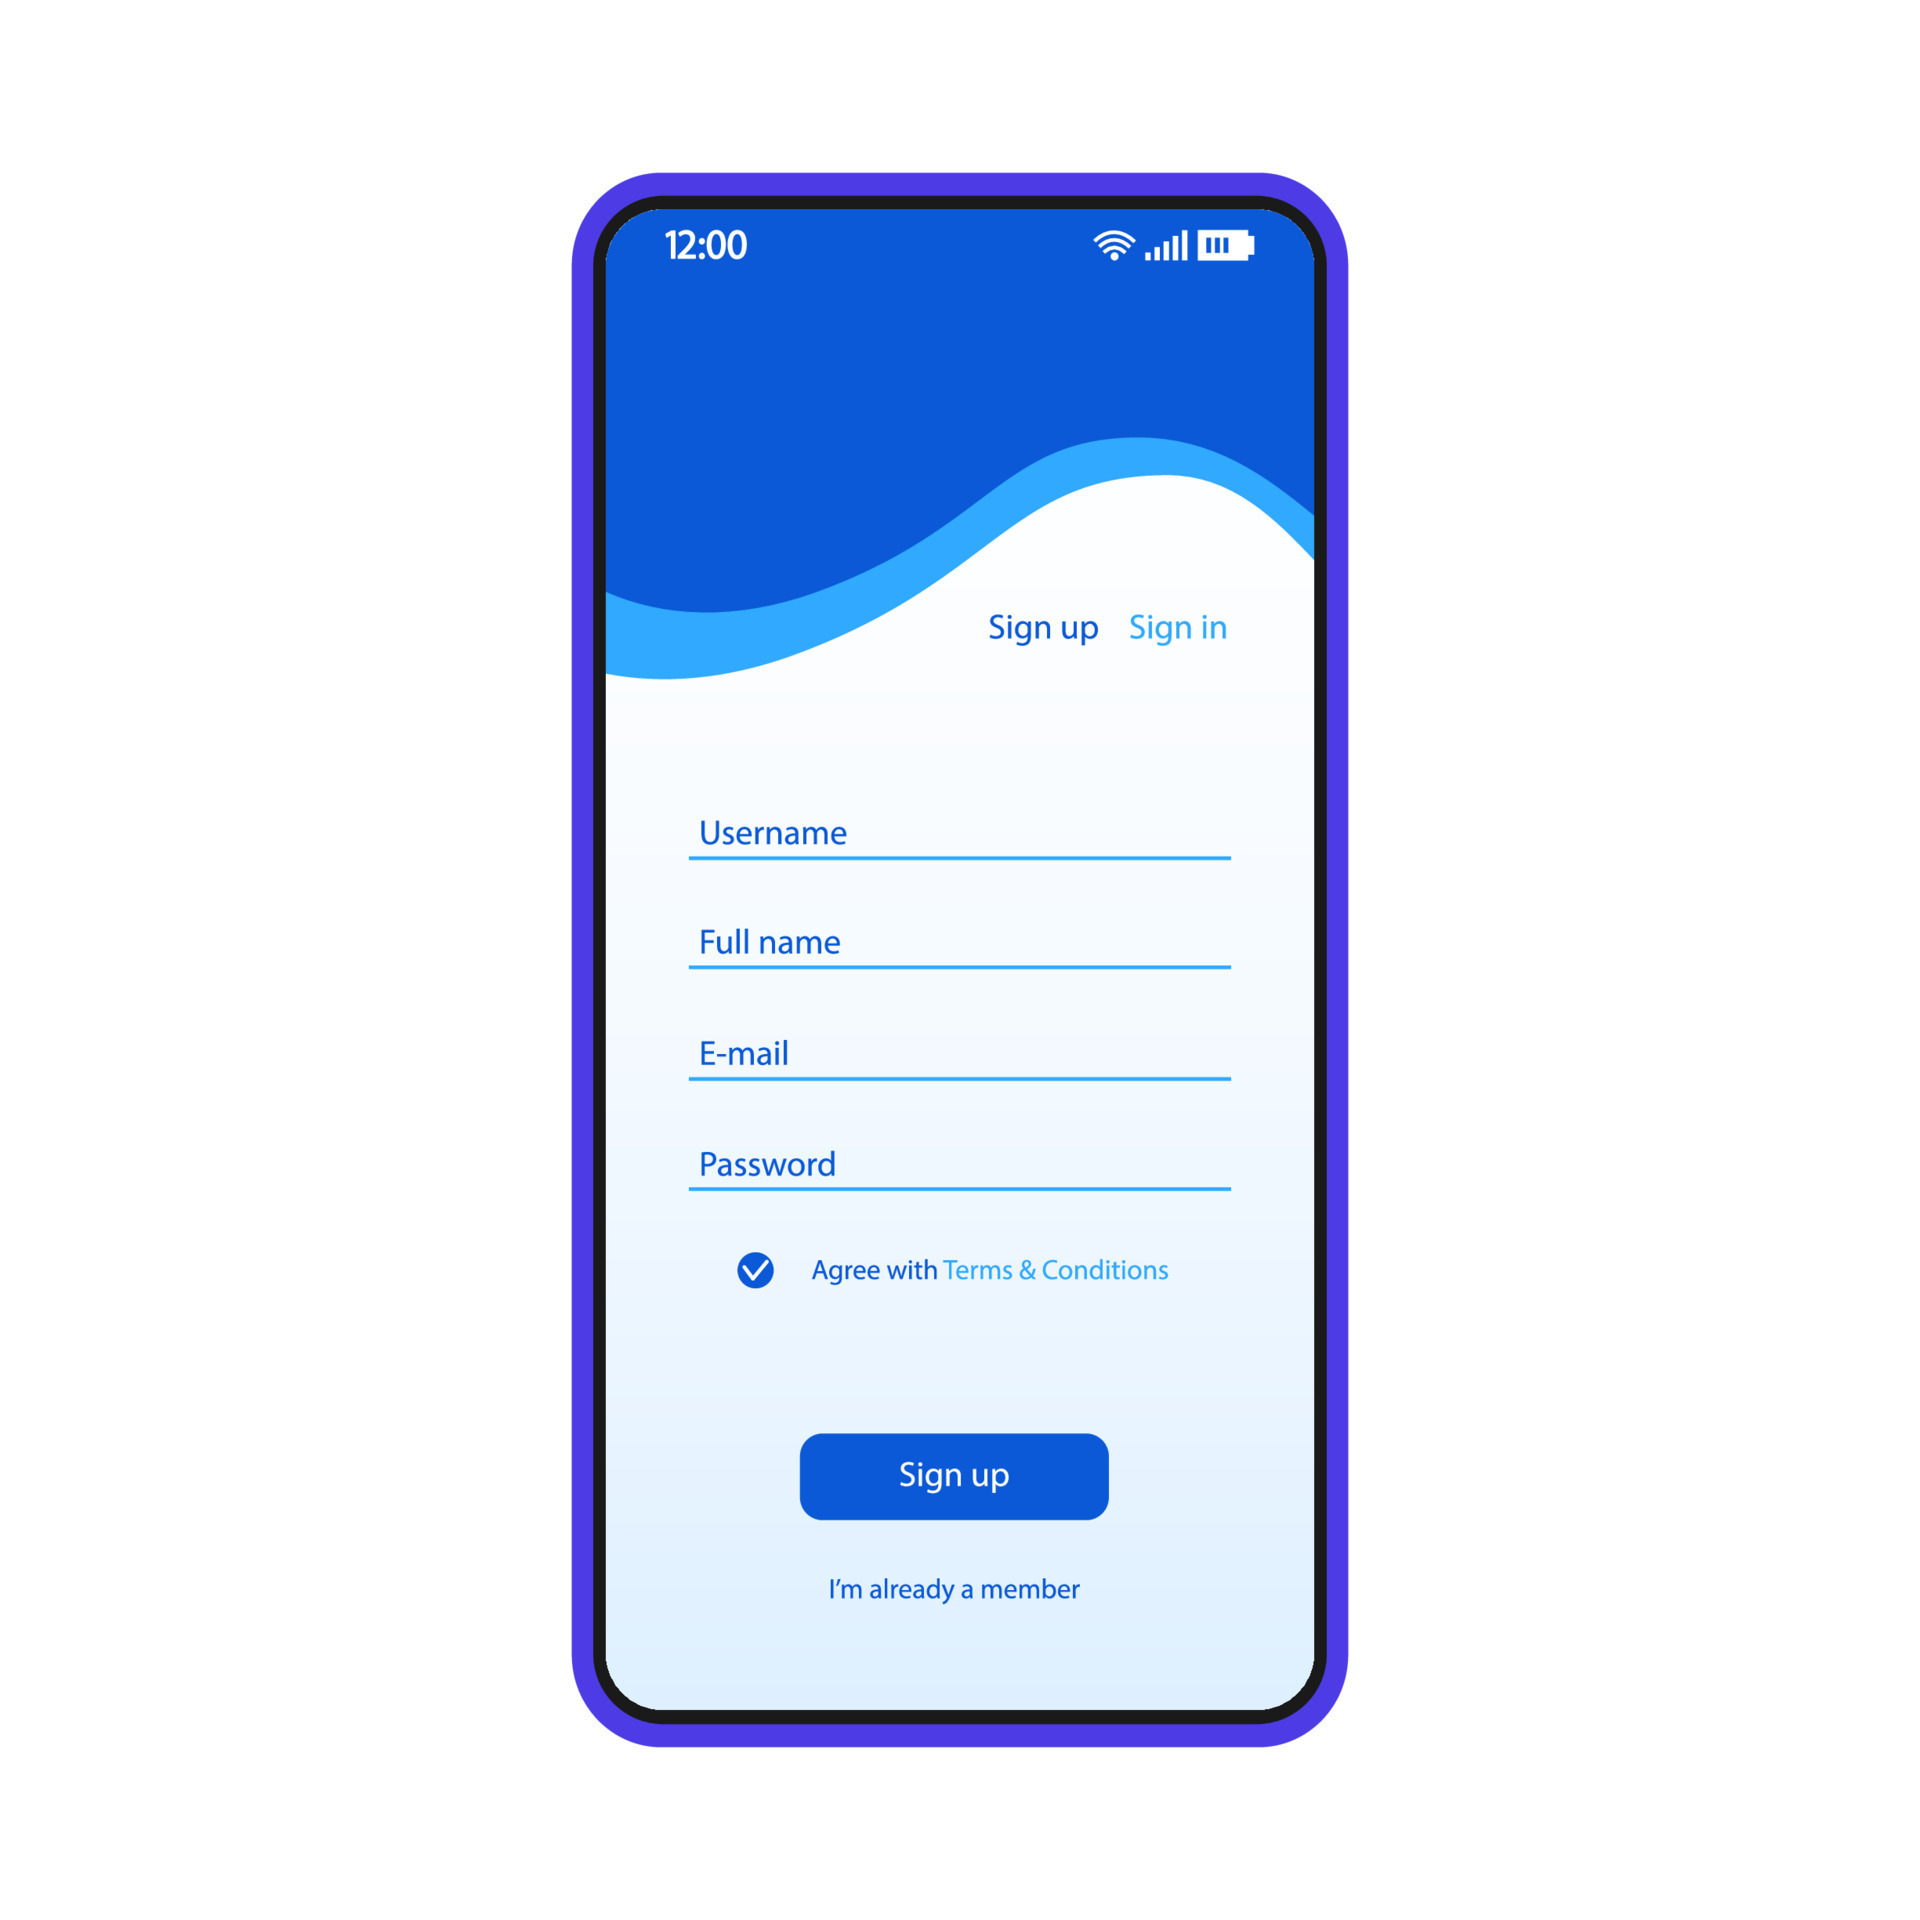 12:00
Sign up Sign in
Username
Full name
E-mail
Password
Agree with Terms & Conditions
Sign up
I'm already a member